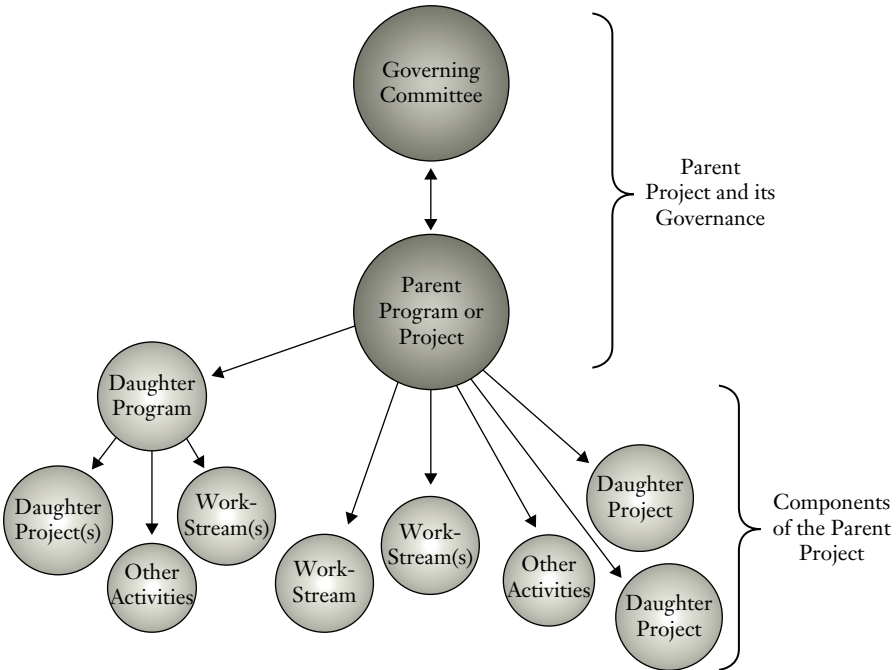 Governing
Committee
Parent
Project and its
Governance
Parent
Program or
Project
Daughter
Program
Daughter
Project(s)
Other
Activities
Work-
Stream(s)
Work-
Stream
Work-
Stream(s)
Other
Activities
Daughter
Project
Daughter
Project
Components
of the Parent
Project